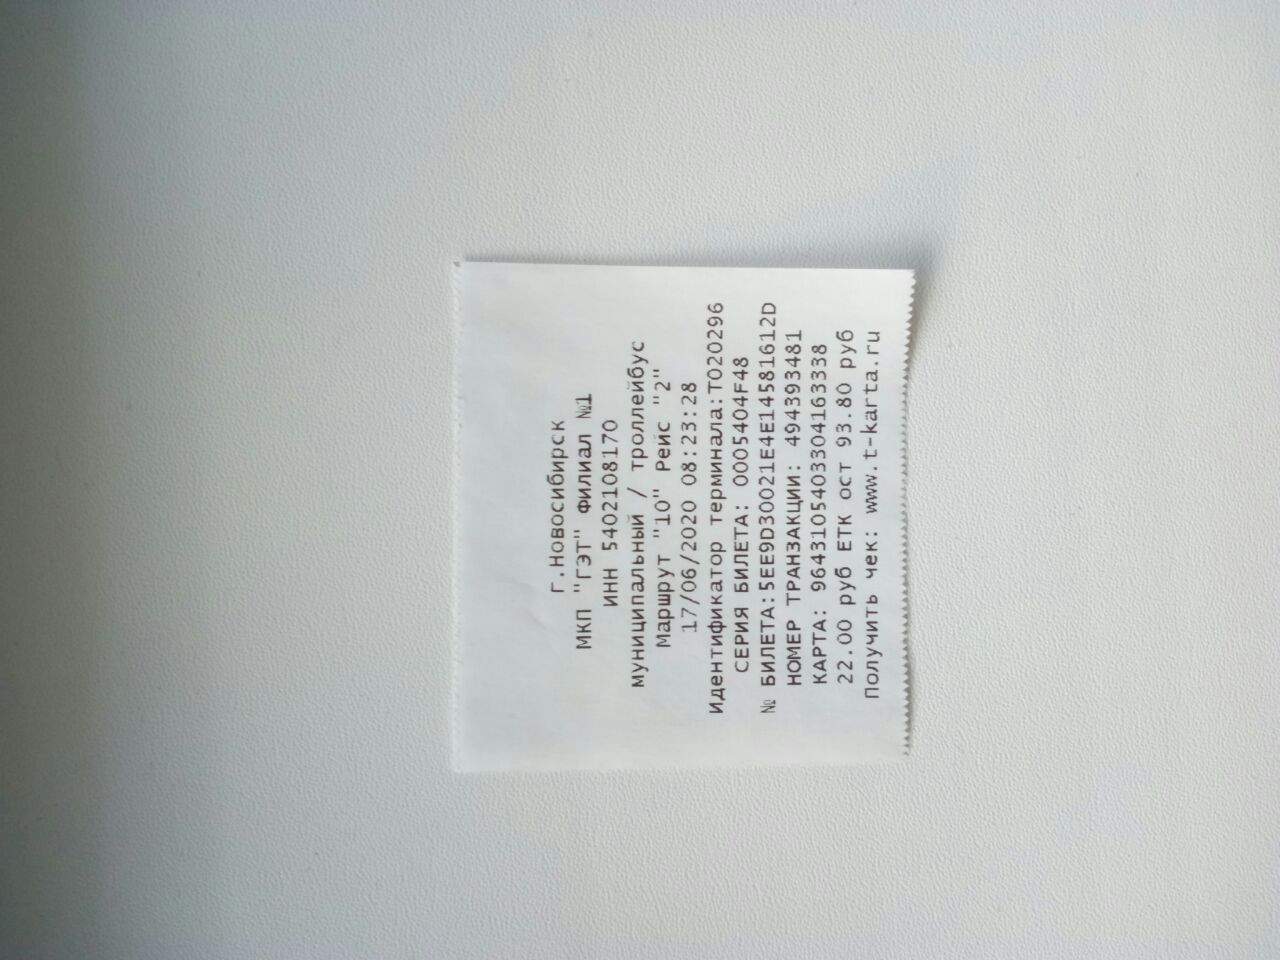 г.Новосибирск
МКП "ГЭТ" Филиал №1
ИНН 5402108170
муниципальный / троллейбус
Маршрут "10" Рейс "2"
17/06/2020 08:23:28
Идентификатор терминала:Т020296
СЕРИЯ БИЛЕТА: 0005404F48
№ БИЛЕТА:5EE9D30021E4E14581612D
НОМЕР ТРАНЗАКЦИИ: 494393481
КАРТА: 9643105403304163338
22.00 руб ЕТК ост 93.80 руб
Получить чек: www.t-karta.ru